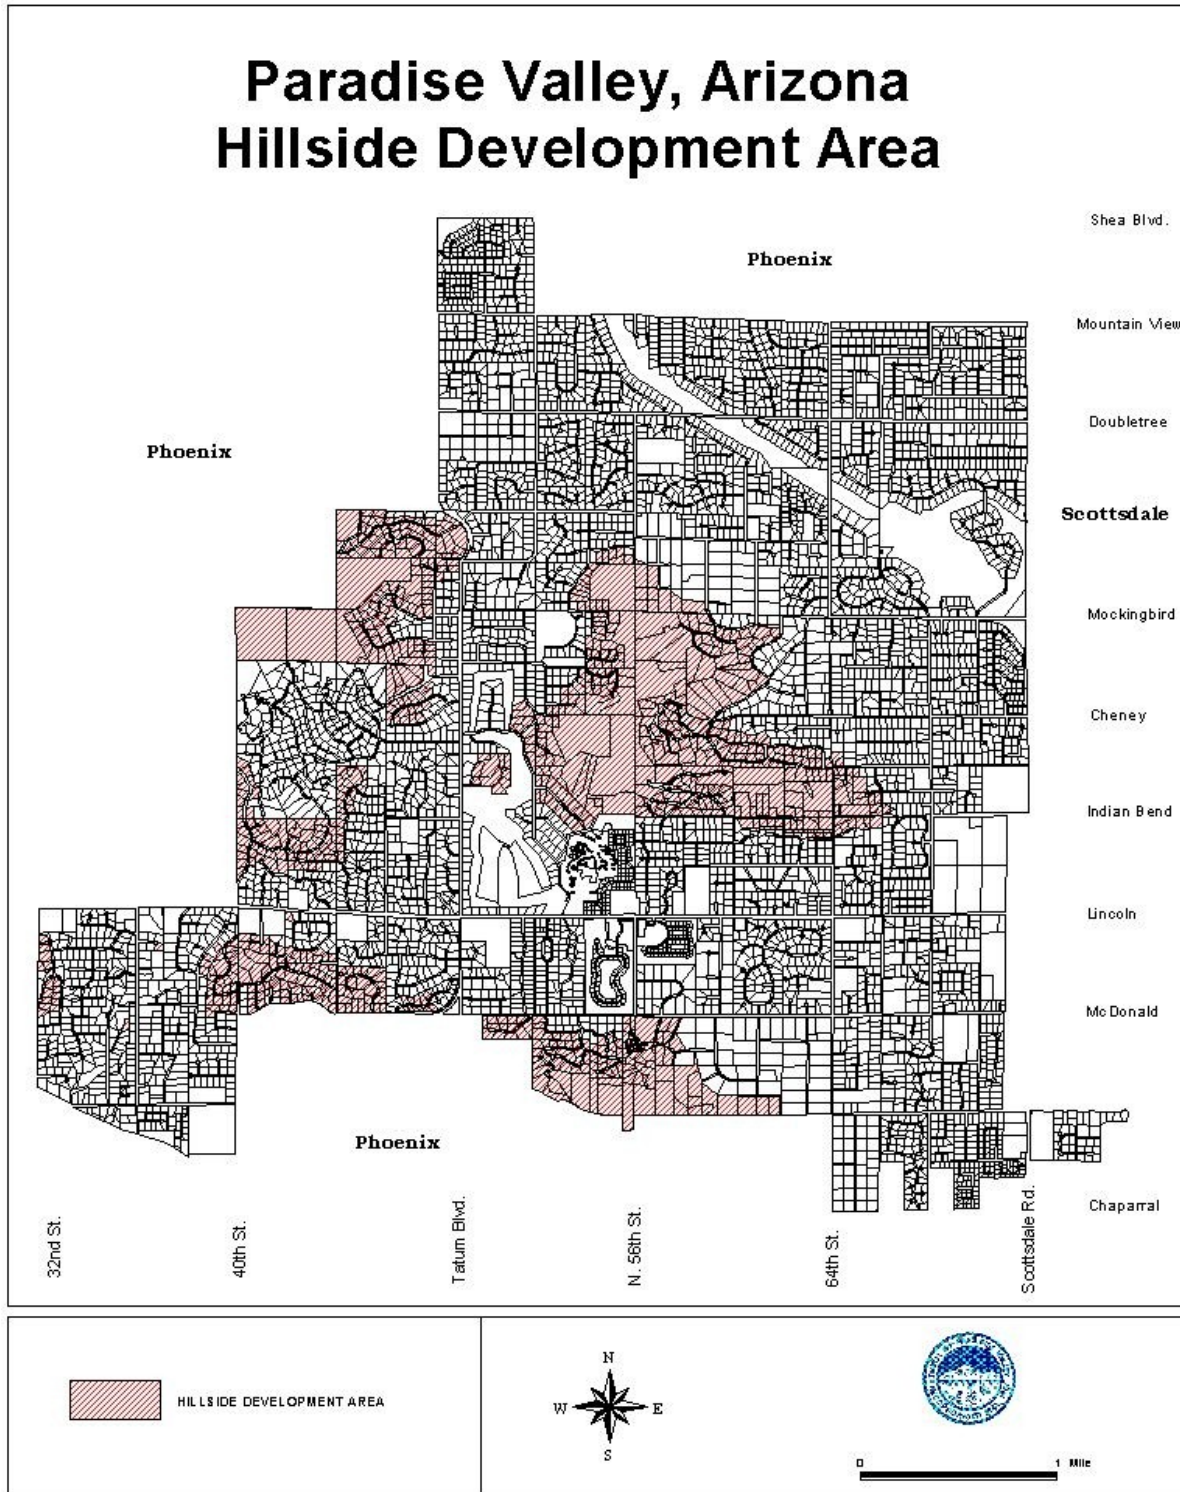 Paradise Valley, Arizona
Hillside Development Area
Shea Blvd.
Phoenix
Mountain View
Doubletree
Phoenix
Scottsdale
Mockingbird
Cheney
Indian Bend
Lincoln
McDonald
Phoenix
Chaparral
32nd St.
40th St.
Tatum Blvd.
N. 56th St.
64th St.
Scottsdale Rd.
HILLSIDE DEVELOPMENT AREA
N
W E
S
0 1 Mile